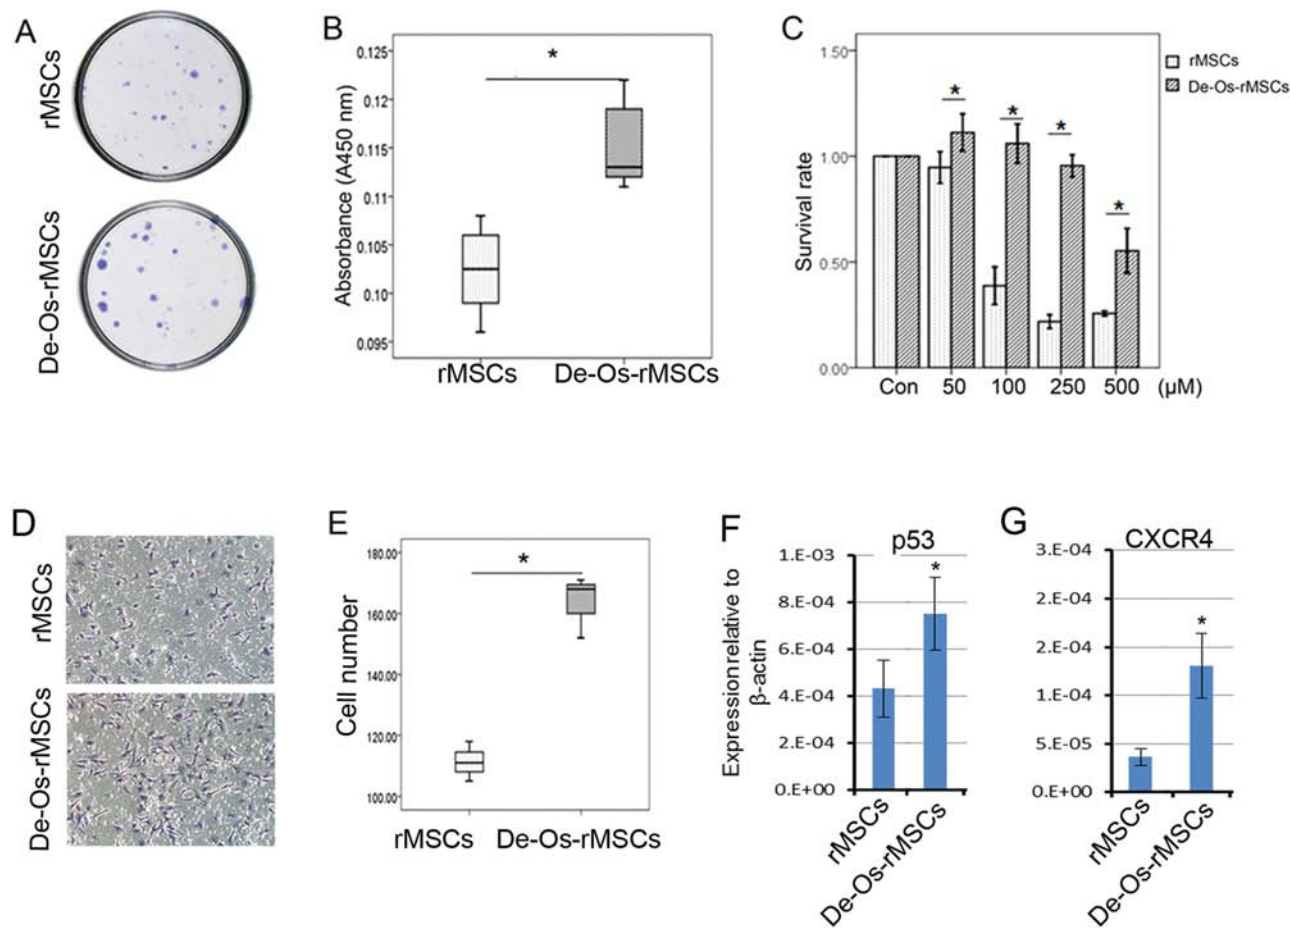 A
rMSCs
De-Os-rMSCs
B
*
0.125
0.12
0.115
0.11
0.105
0.10
0.095
Absorbance (A450 nm)
rMSCs
De-Os-rMSCs
C
1.50
1.00
0.50
0.00
Survival rate
*
*
*
*
rMSCs
De-Os-rMSCs
Con
50
100
250
500
(μM)
D
rMSCs
De-Os-rMSCs
E
*
180.00
160.00
140.00
120.00
100.00
Cell number
rMSCs
De-Os-rMSCs
F
p53
*
Expression relative to
β-actin
1.E-03
8.E-04
6.E-04
4.E-04
2.E-04
0.E+00
rMSCs
De-Os-rMSCs
G
CXCR4
*
3.E-04
2.E-04
2.E-04
1.E-04
5.E-05
0.E+00
rMSCs
De-Os-rMSCs